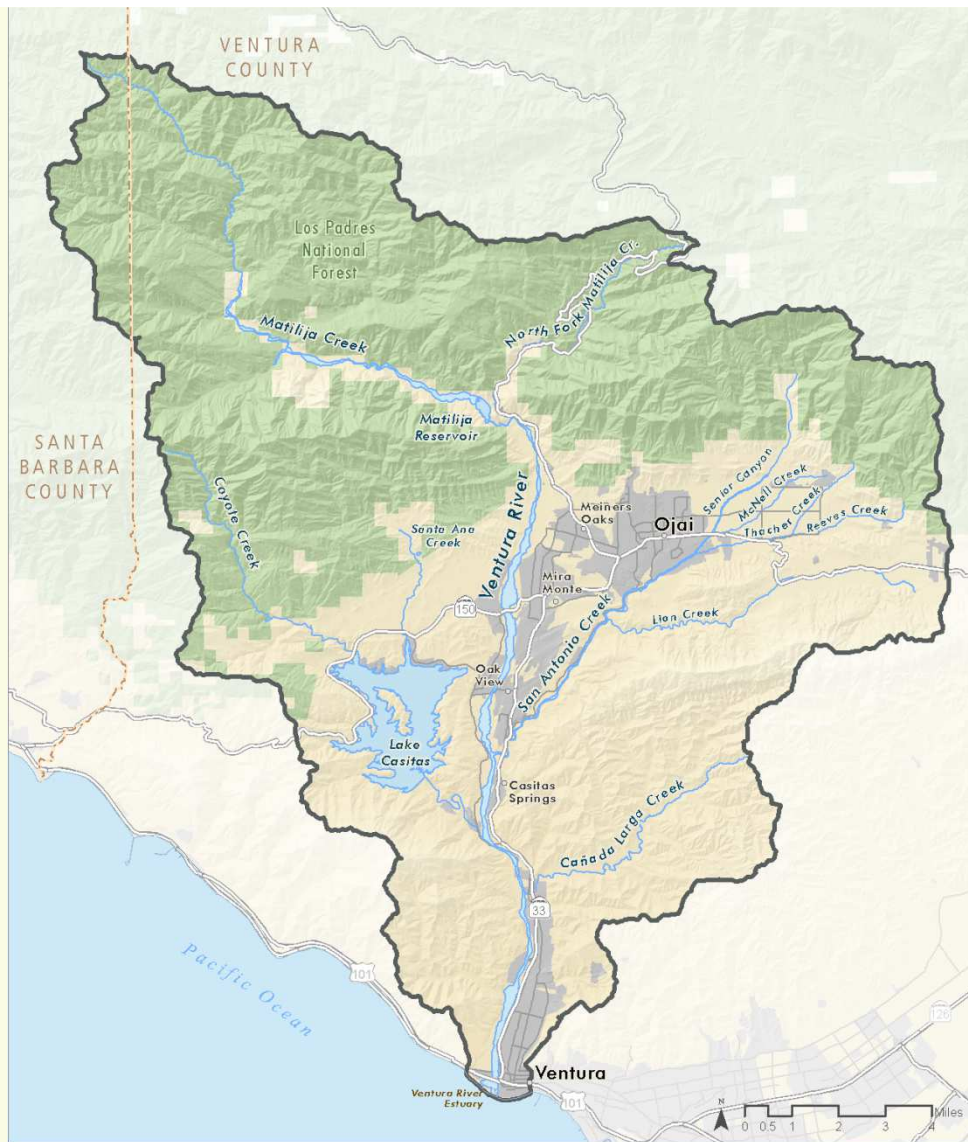 VENTURA
COUNTY
Los Padres
National
Forest
North Fork Matilija Cr.
Matilija Creek
Matilija
Reservoir
SANTA
BARBARA
COUNTY
Coyote
Creek
Santa Ana
Creek
Ventura River
Meiners
Oaks
Ojai
Senior Canyon
McNell Creek
Thacher Creek
Reeves Creek
Mira
Monte
150
Lion Creek
San Antonio Creek
Oak
View
Lake
Casitas
Casitas
Springs
Cañada Larga Creek
33
Pacific Ocean
101
126
Ventura
Ventura River
Estuary
101
N
0 0.5 1 2 3 4
Miles